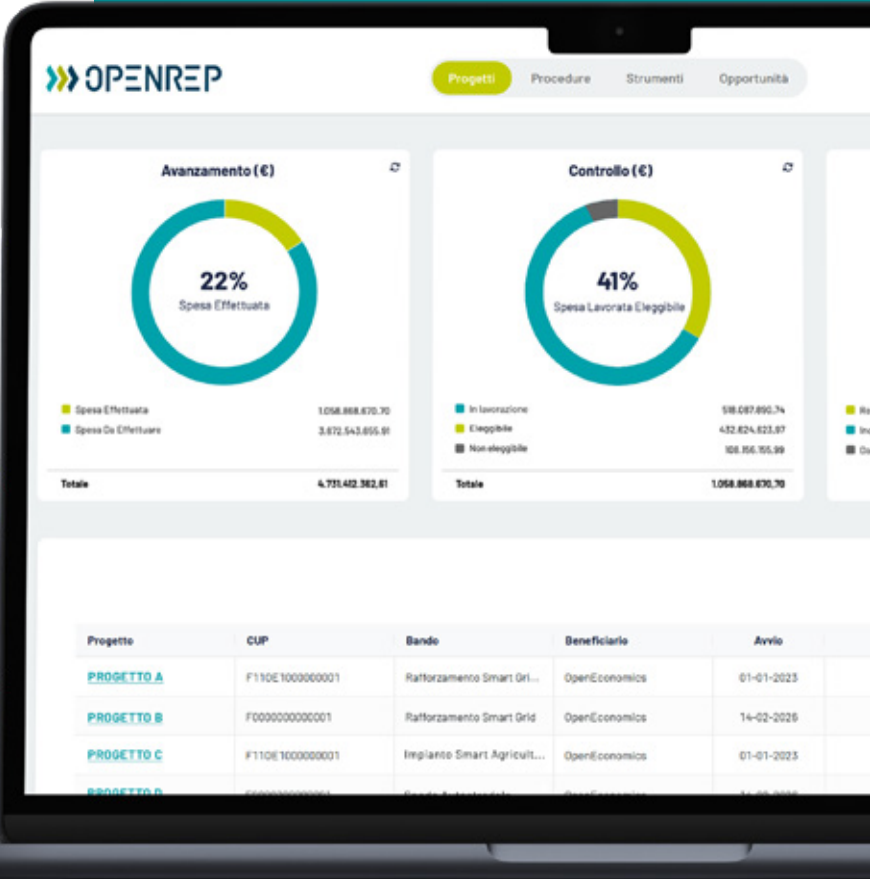 OPENREP
Progetti Procedure Strumenti Opportunità
Avanzamento (€)
22%
Spesa Effettuata
Spesa Effettuata 1.058.868.670,70
Spesa Da Effettuare 3.672.543.655,91
Totale 4.731.412.362,61
Controllo (€)
41%
Spesa Lavorata Eleggibile
In lavorazione 518.087.890,74
Eleggibile 432.624.623,97
Non eleggibile 108.156.155,99
Totale 1.058.868.670,70
Progetto CUP Bando Beneficiario Avvio
PROGETTO A F110E1000000001 Rafforzamento Smart Gri... OpenEconomics 01-01-2023
PROGETTO B F0000000000001 Rafforzamento Smart Grid OpenEconomics 14-02-2026
PROGETTO C F110E1000000001 Impianto Smart Agricult... OpenEconomics 01-01-2023
PROGETTO D